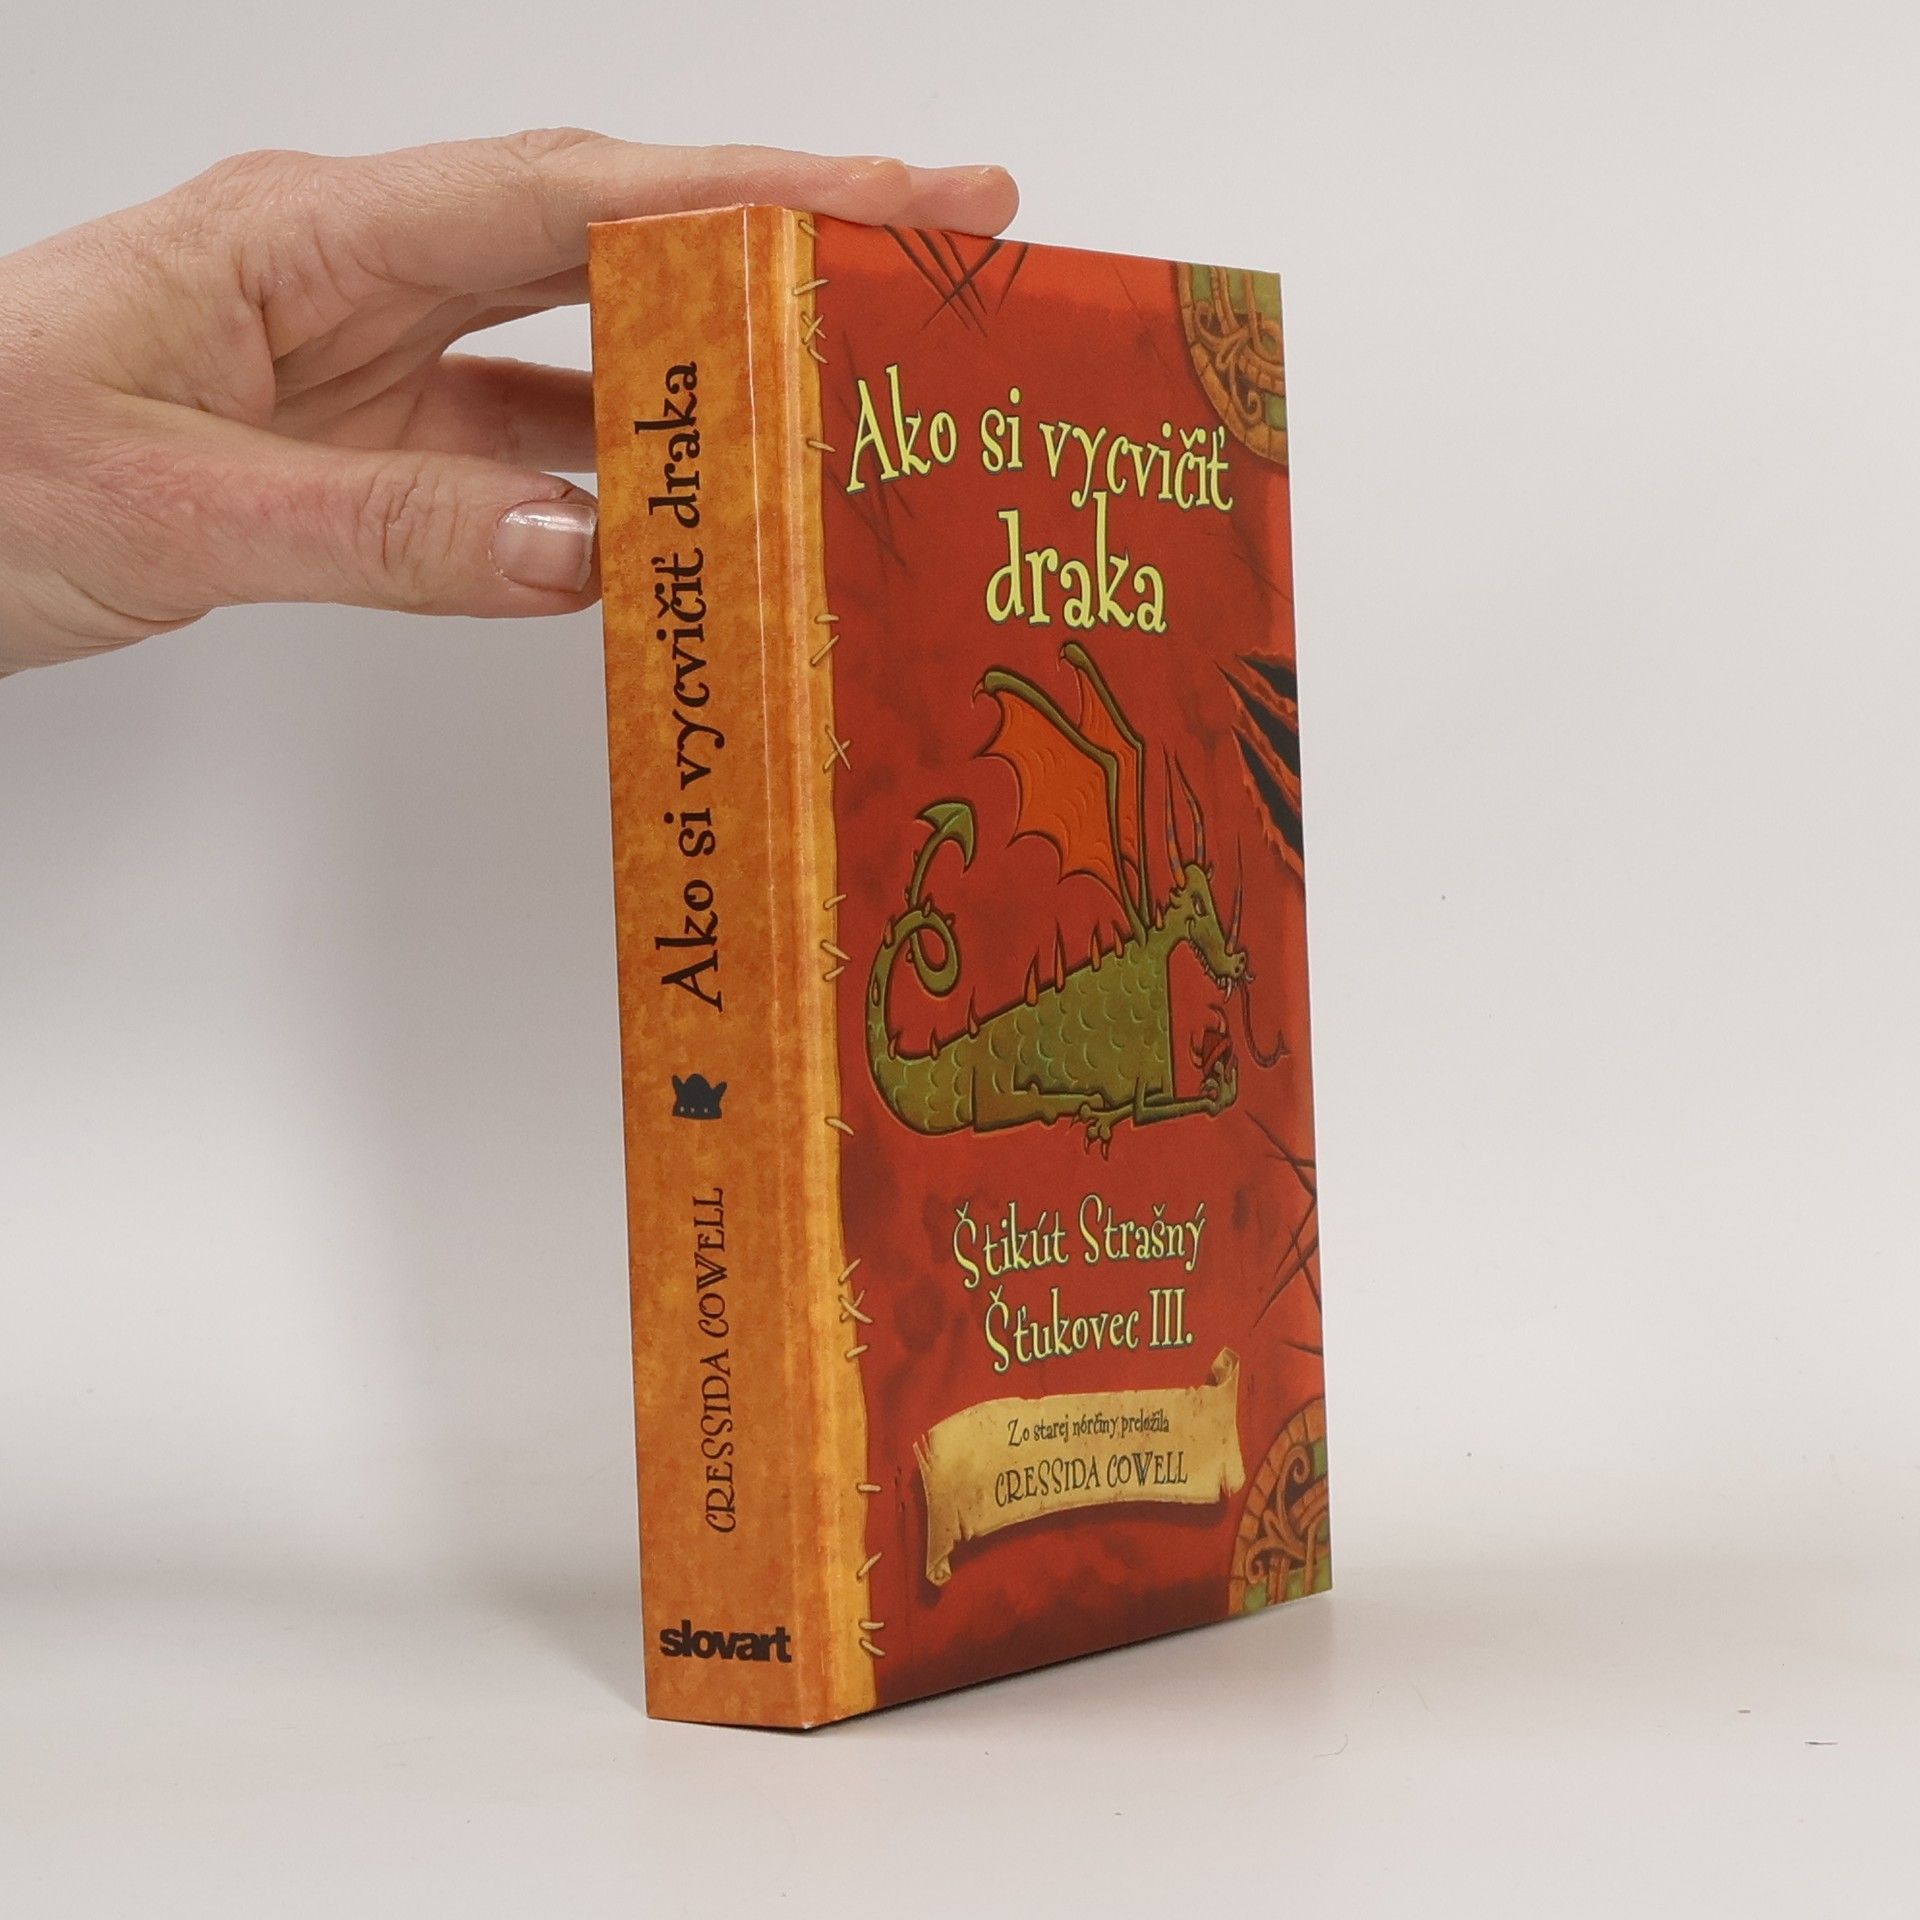 Ako si vycvičiť draka
CRESSIDA COWELL
slovart
Ako si vycvičiť
draka
Štikút Strašný
Šťukovec III.
Zo starej nórčiny preložila
CRESSIDA COWELL